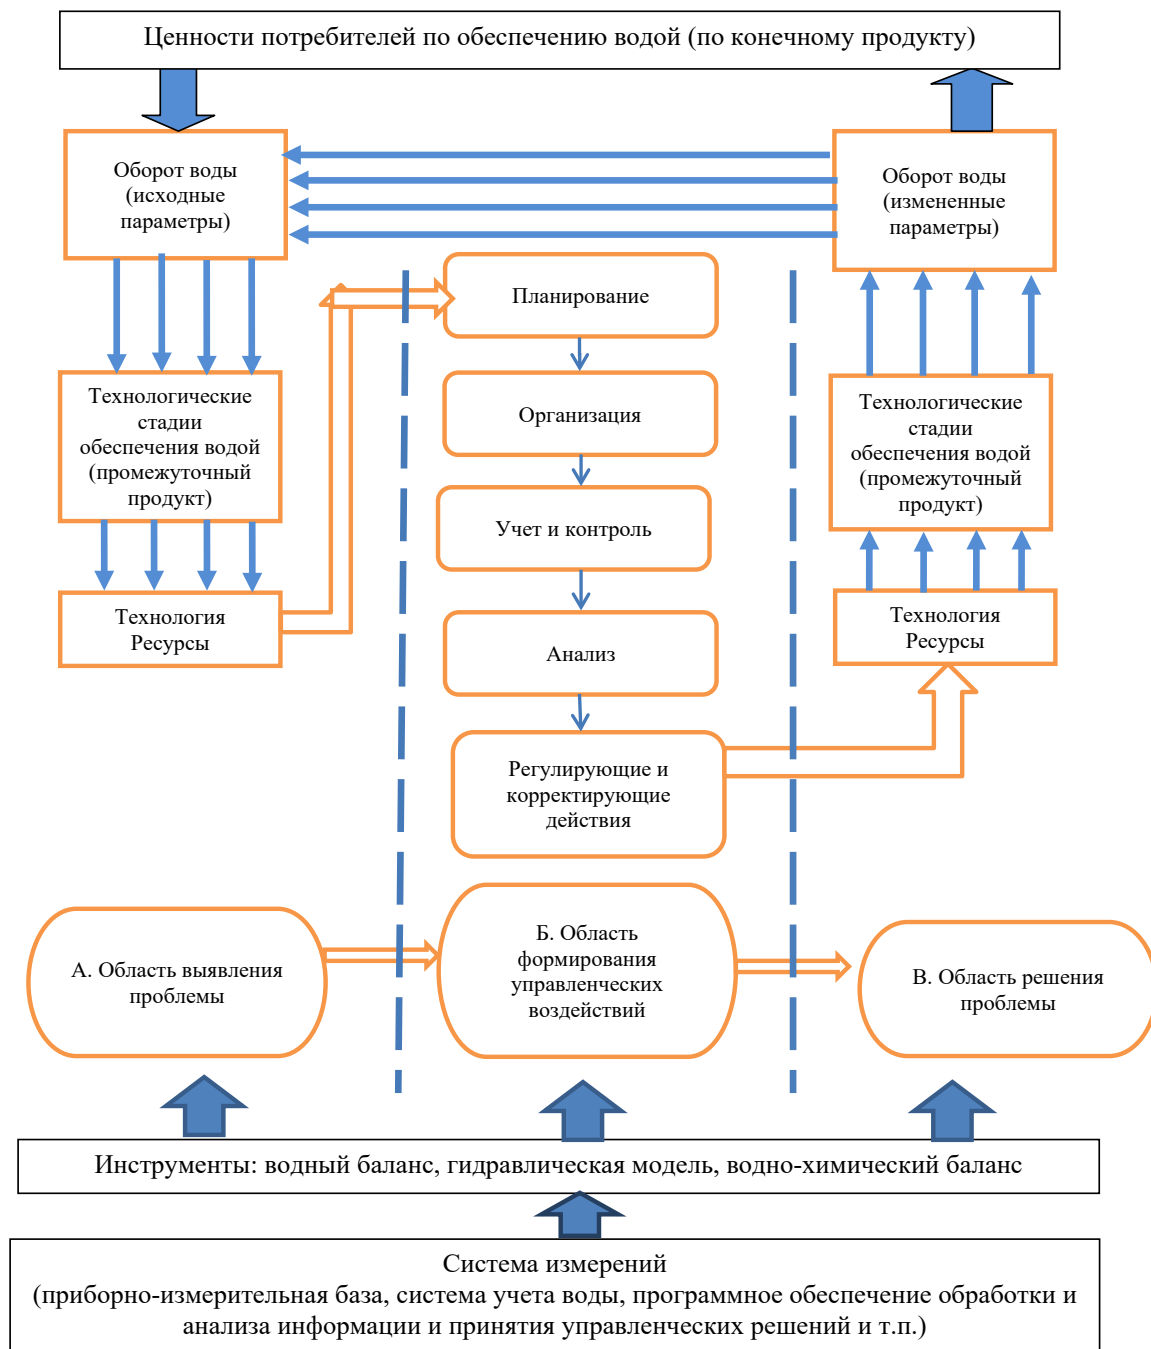 Ценности потребителей по обеспечению водой (по конечному продукту)
Оборот воды
(исходные
параметры)
Оборот воды
(измененные
параметры)
Планирование
Технологические
стадии
обеспечения водой
(промежуточный
продукт)
Организация
Технологические
стадии
обеспечения водой
(промежуточный
продукт)
Учет и контроль
Технология
Ресурсы
Анализ
Технология
Ресурсы
Регулирующие и
корректирующие
действия
А. Область выявления
проблемы
Б. Область
формирования
управленческих
воздействий
В. Область решения
проблемы
Инструменты: водный баланс, гидравлическая модель, водно-химический баланс
Система измерений
(приборно-измерительная база, система учета воды, программное обеспечение обработки и
анализа информации и принятия управленческих решений и т.п.)